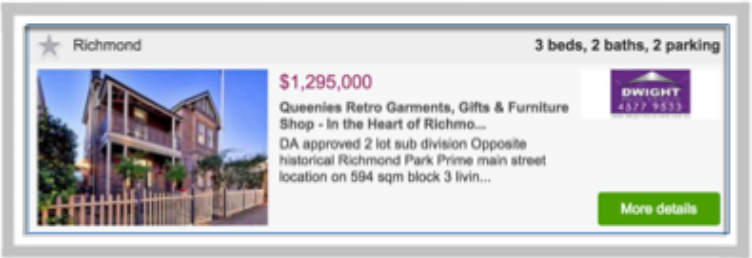 Richmond
3 beds, 2 baths, 2 parking
$1,295,000
Queenies Retro Garments, Gifts & Furniture
Shop - In the Heart of Richmo...
DA approved 2 lot sub division Opposite
historical Richmond Park Prime main street
location on 594 sqm block 3 livin...
DWIGHT
4577 9533
More details